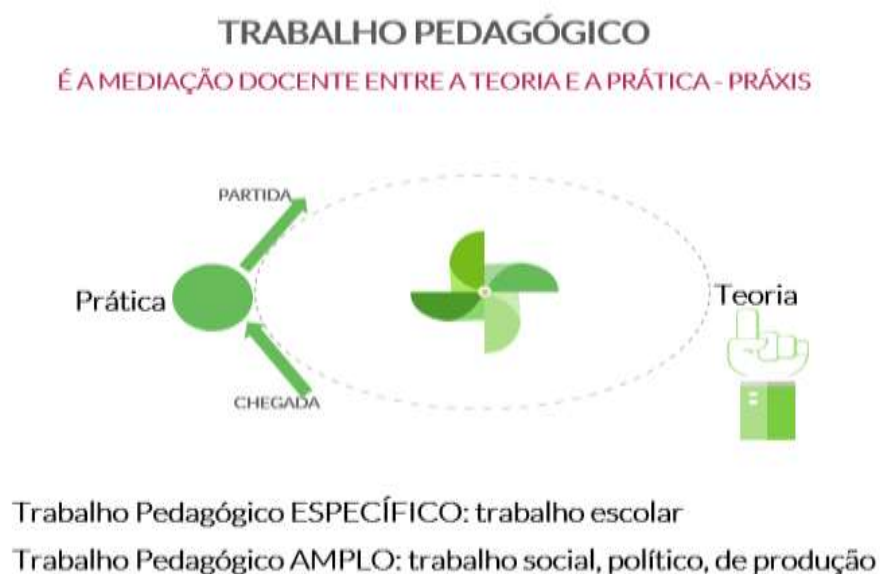 TRABALHO PEDAGÓGICO
É A MEDIAÇÃO DOCENTE ENTRE A TEORIA E A PRÁTICA - PRÁXIS
PARTIDA
Prática
Teoria
CHEGADA
Trabalho Pedagógico ESPECÍFICO: trabalho escolar
Trabalho Pedagógico AMPLO: trabalho social, político, de produção